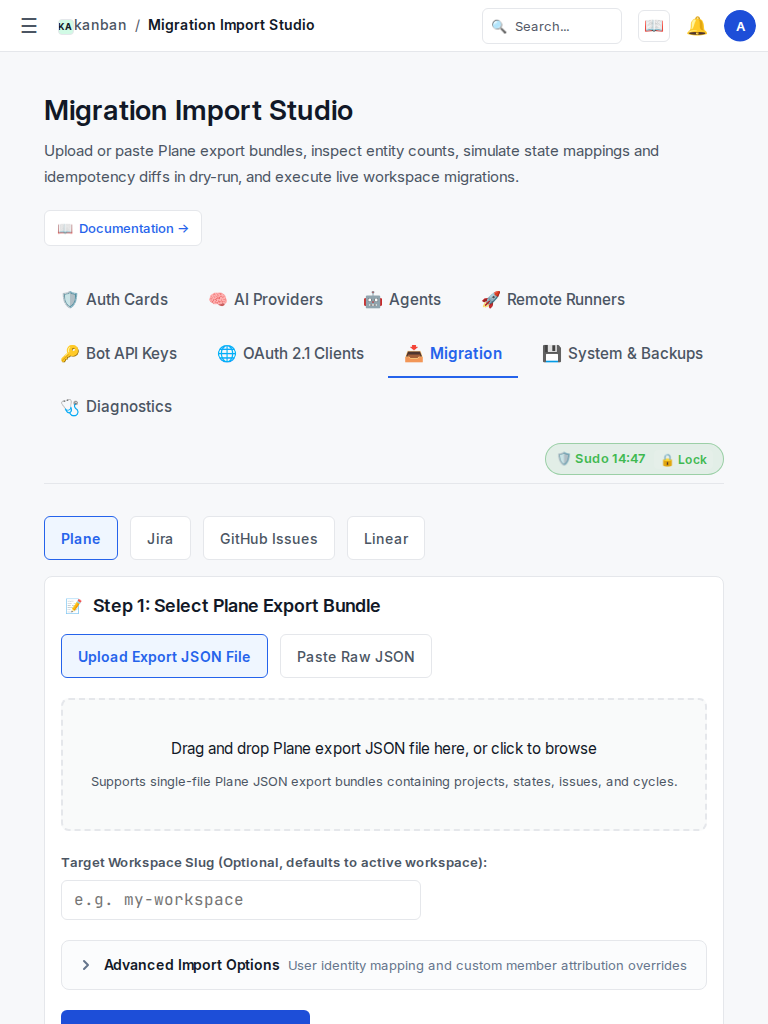 KA kanban / Migration Import Studio
Search...
A
Migration Import Studio
Upload or paste Plane export bundles, inspect entity counts, simulate state mappings and
idempotency diffs in dry-run, and execute live workspace migrations.
Documentation →
Auth Cards
AI Providers
Agents
Remote Runners
Bot API Keys
OAuth 2.1 Clients
Migration
System & Backups
Diagnostics
Sudo 14:47
Lock
Plane
Jira
GitHub Issues
Linear
Step 1: Select Plane Export Bundle
Upload Export JSON File
Paste Raw JSON
Drag and drop Plane export JSON file here, or click to browse
Supports single-file Plane JSON export bundles containing projects, states, issues, and cycles.
Target Workspace Slug (Optional, defaults to active workspace):
e.g. my-workspace
Advanced Import Options User identity mapping and custom member attribution overrides